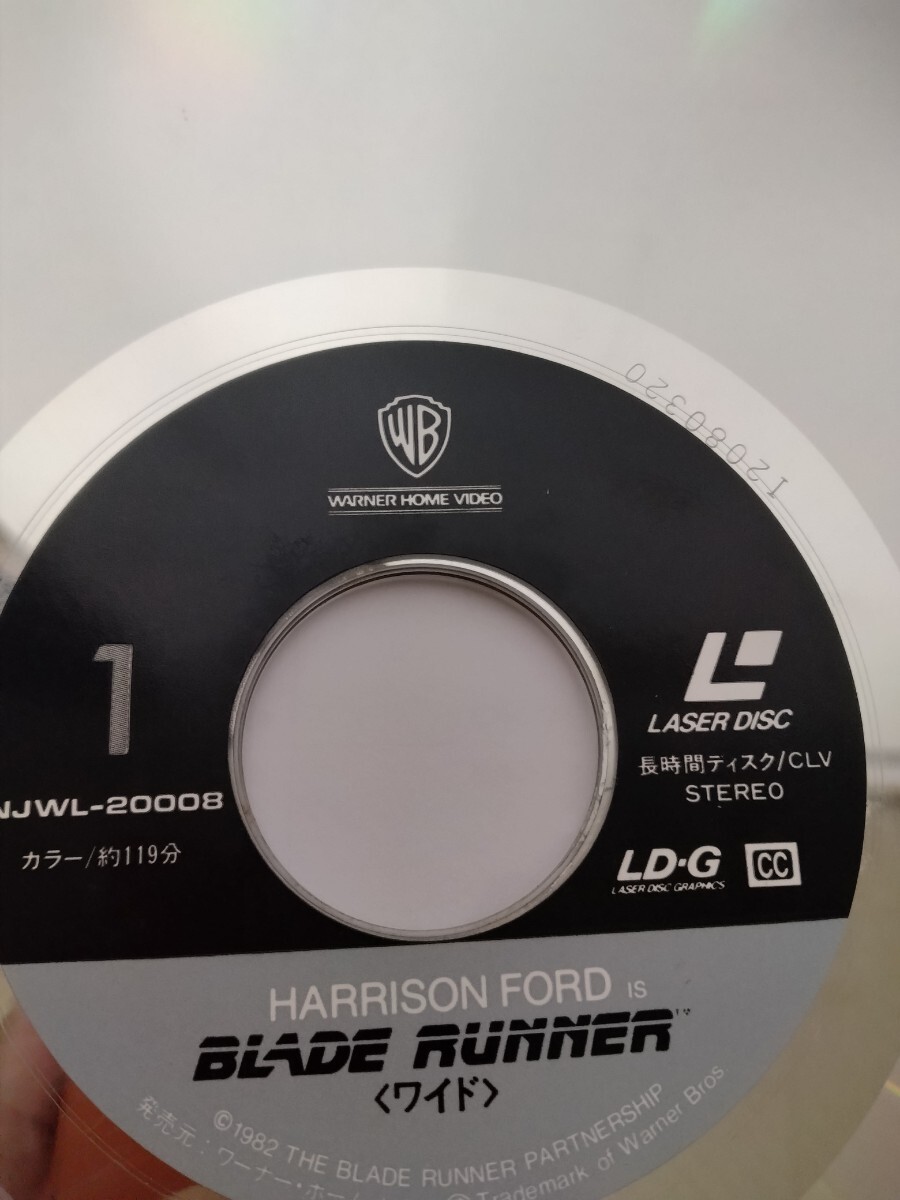 I2080320
WB
WARNER HOME VIDEO
1
NJWL-20008
カラー/約119分
LASER DISC
長時間ディスク/CLV
STEREO
LD·G
LASER DISC GRAPHICS
CC
HARRISON FORD IS
BLADE RUNNER™
〈ワイド〉
©1982 THE BLADE RUNNER PARTNERSHIP
発売元:ワーナー・ホーム
Trademark of Warner Bros.